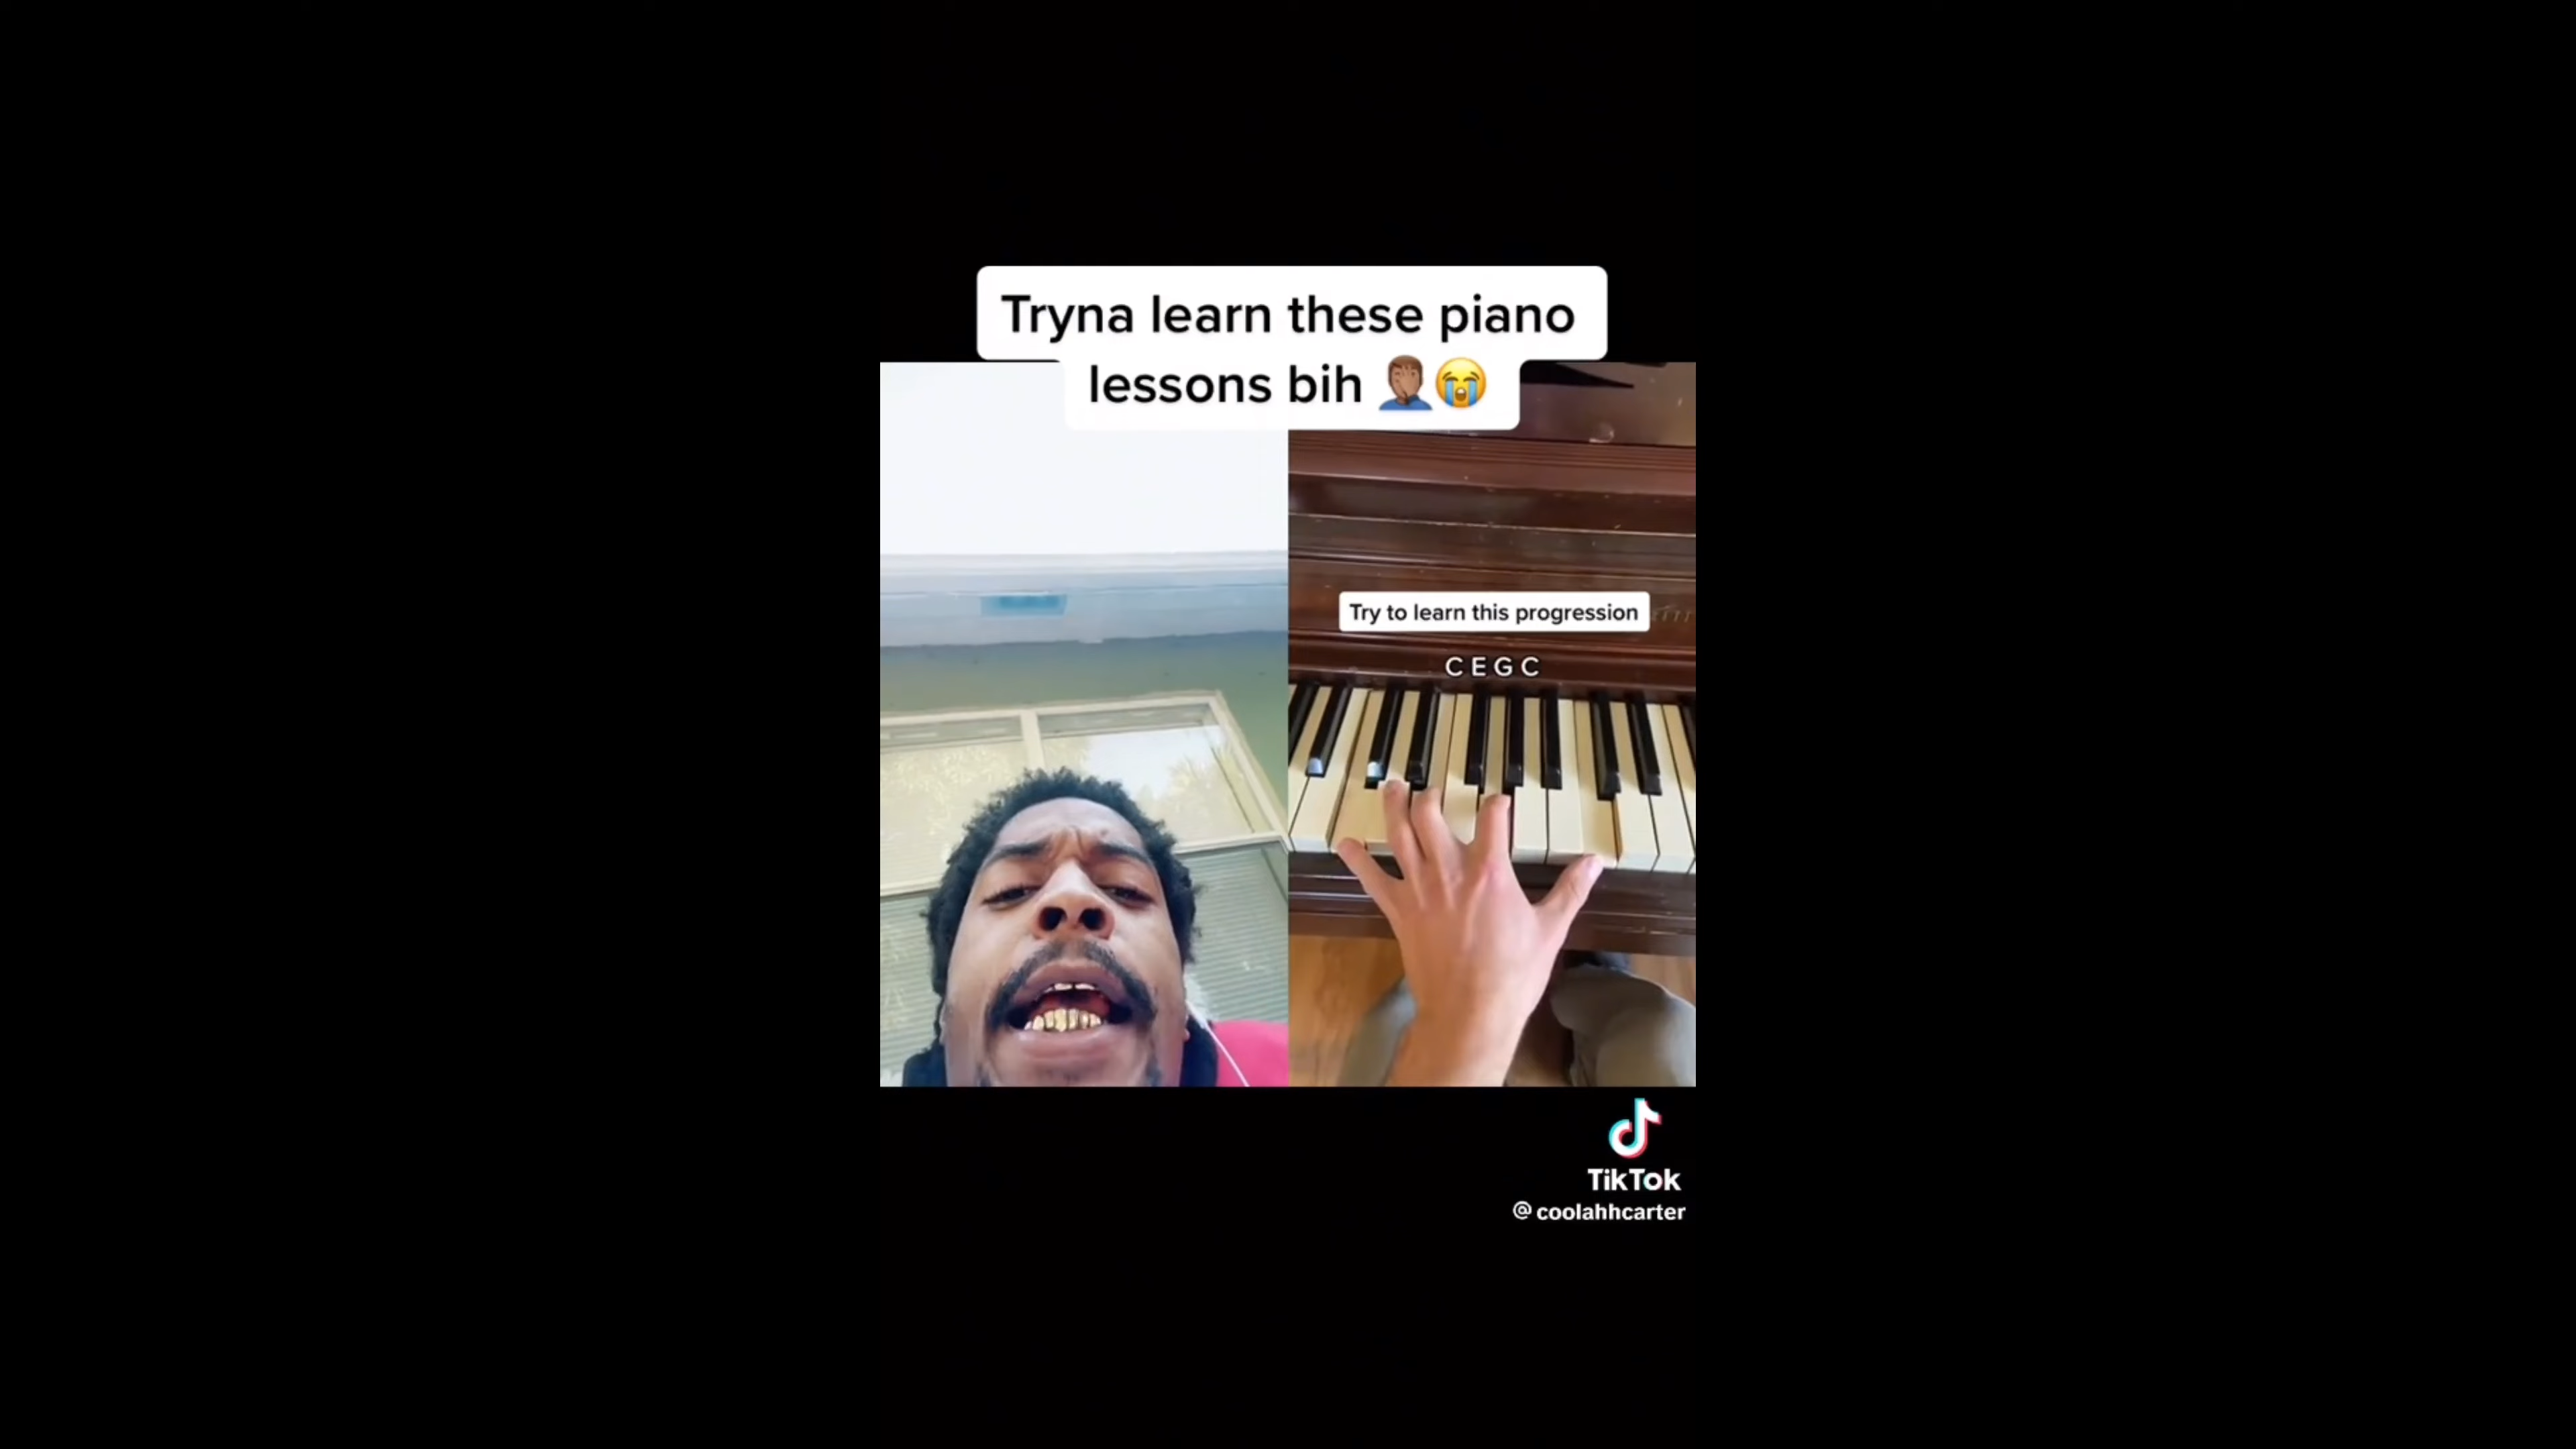 Tryna learn these piano
lessons bih 🤦🏾‍♂️😭
Try to learn this progression
C E G C
TikTok
@coolahhcarter